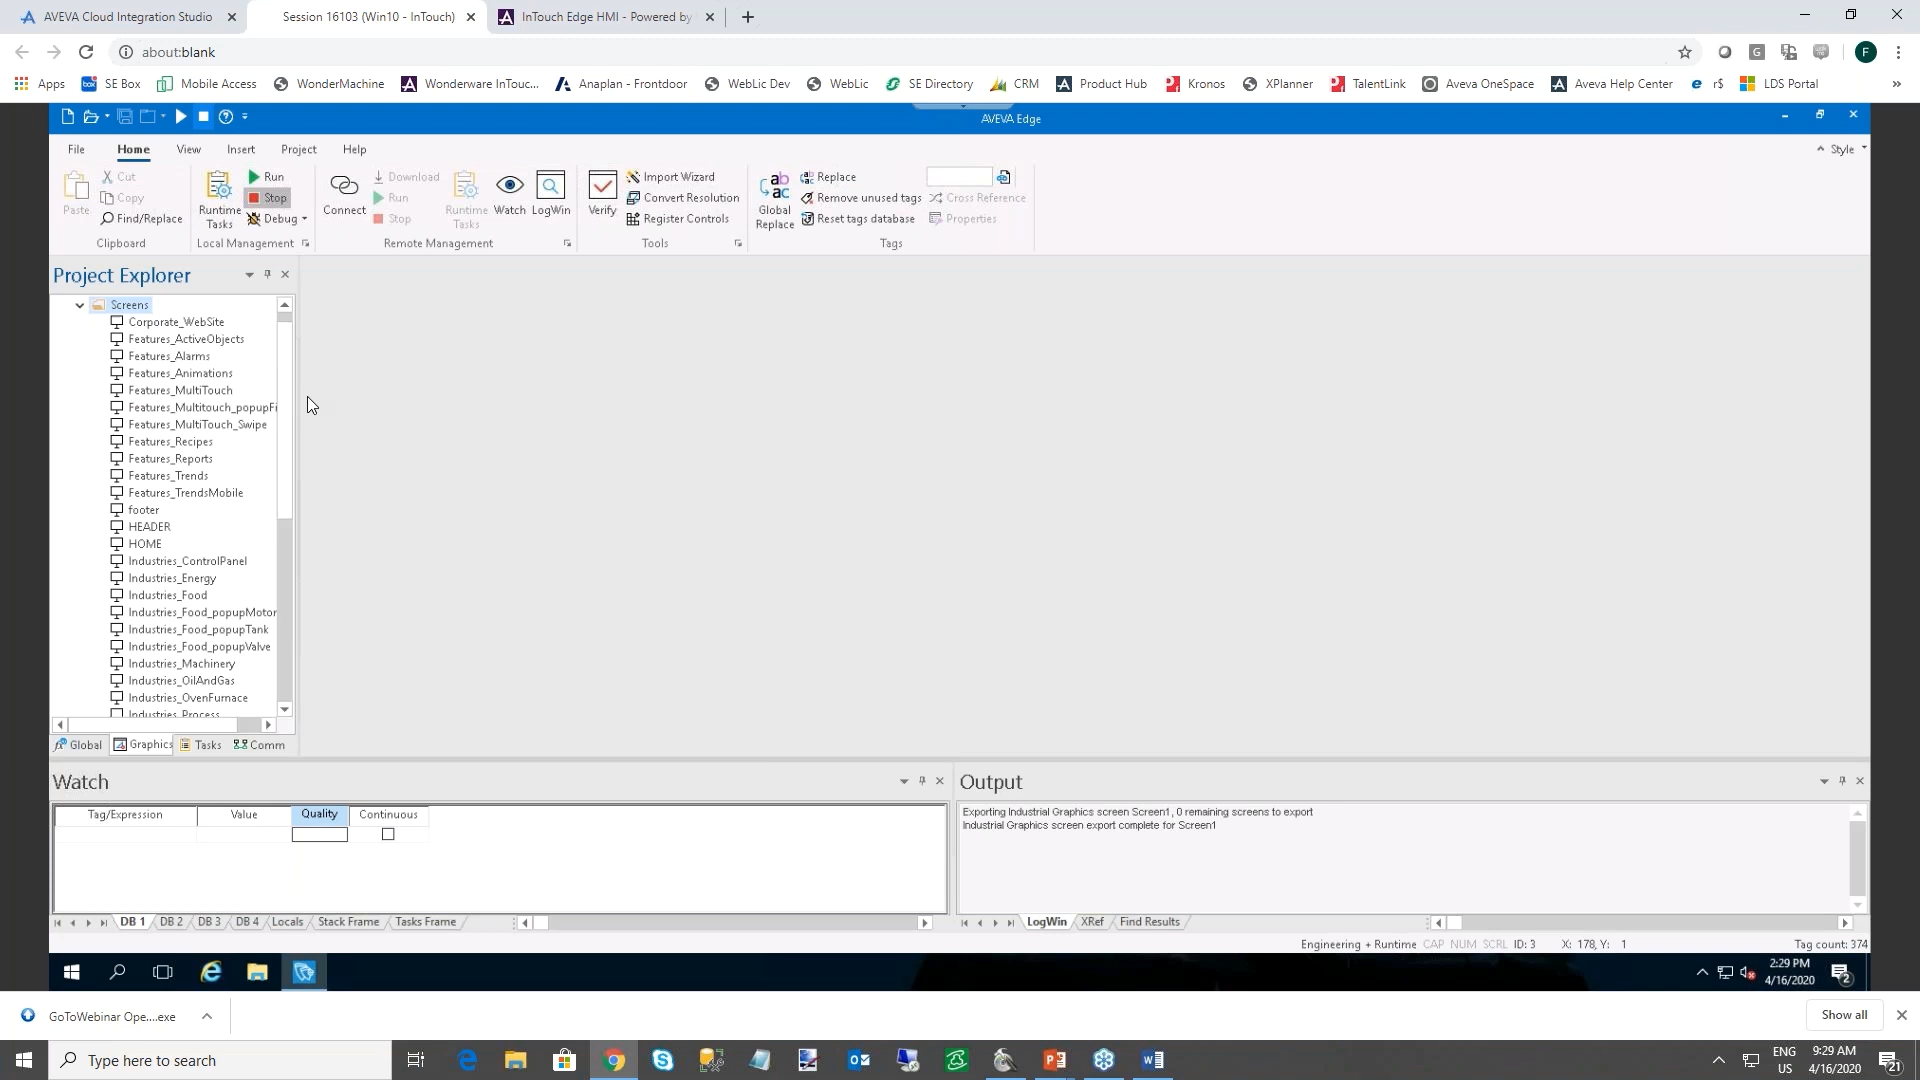 AVEVA Cloud Integration Studio
Session 16103 (Win10 - InTouch)
InTouch Edge HMI - Powered by
about:blank
Apps SE Box Mobile Access WonderMachine Wonderware InTouc... Anaplan - Frontdoor WebLic Dev WebLic SE Directory CRM Product Hub Kronos XPlanner TalentLink Aveva OneSpace Aveva Help Center r$ LDS Portal »
AVEVA Edge
File Home View Insert Project Help Style
Paste
Cut
Copy
Find/Replace
Clipboard
Runtime Tasks
Run
Stop
Debug
Local Management
Connect
Download
Run
Stop
Runtime Tasks
Watch
LogWin
Remote Management
Verify
Import Wizard
Convert Resolution
Register Controls
Tools
Global Replace
Replace
Remove unused tags
Reset tags database
Cross Reference
Properties
Tags
Project Explorer
Screens
Corporate_WebSite
Features_ActiveObjects
Features_Alarms
Features_Animations
Features_MultiTouch
Features_Multitouch_popupFi
Features_MultiTouch_Swipe
Features_Recipes
Features_Reports
Features_Trends
Features_TrendsMobile
footer
HEADER
HOME
Industries_ControlPanel
Industries_Energy
Industries_Food
Industries_Food_popupMotor
Industries_Food_popupTank
Industries_Food_popupValve
Industries_Machinery
Industries_OilAndGas
Industries_OvenFurnace
Industries_Process
Global Graphics Tasks Comm
Watch
Tag/Expression Value Quality Continuous
DB 1 DB 2 DB 3 DB 4 Locals Stack Frame Tasks Frame
Output
Exporting Industrial Graphics screen Screen1, 0 remaining screens to export
Industrial Graphics screen export complete for Screen1
LogWin XRef Find Results
Engineering + Runtime CAP NUM SCRL ID: 3 X: 178, Y: 1 Tag count: 374
2:29 PM
4/16/2020
2
GoToWebinar Ope....exe
Show all
Type here to search
ENG
US
9:29 AM
4/16/2020
21